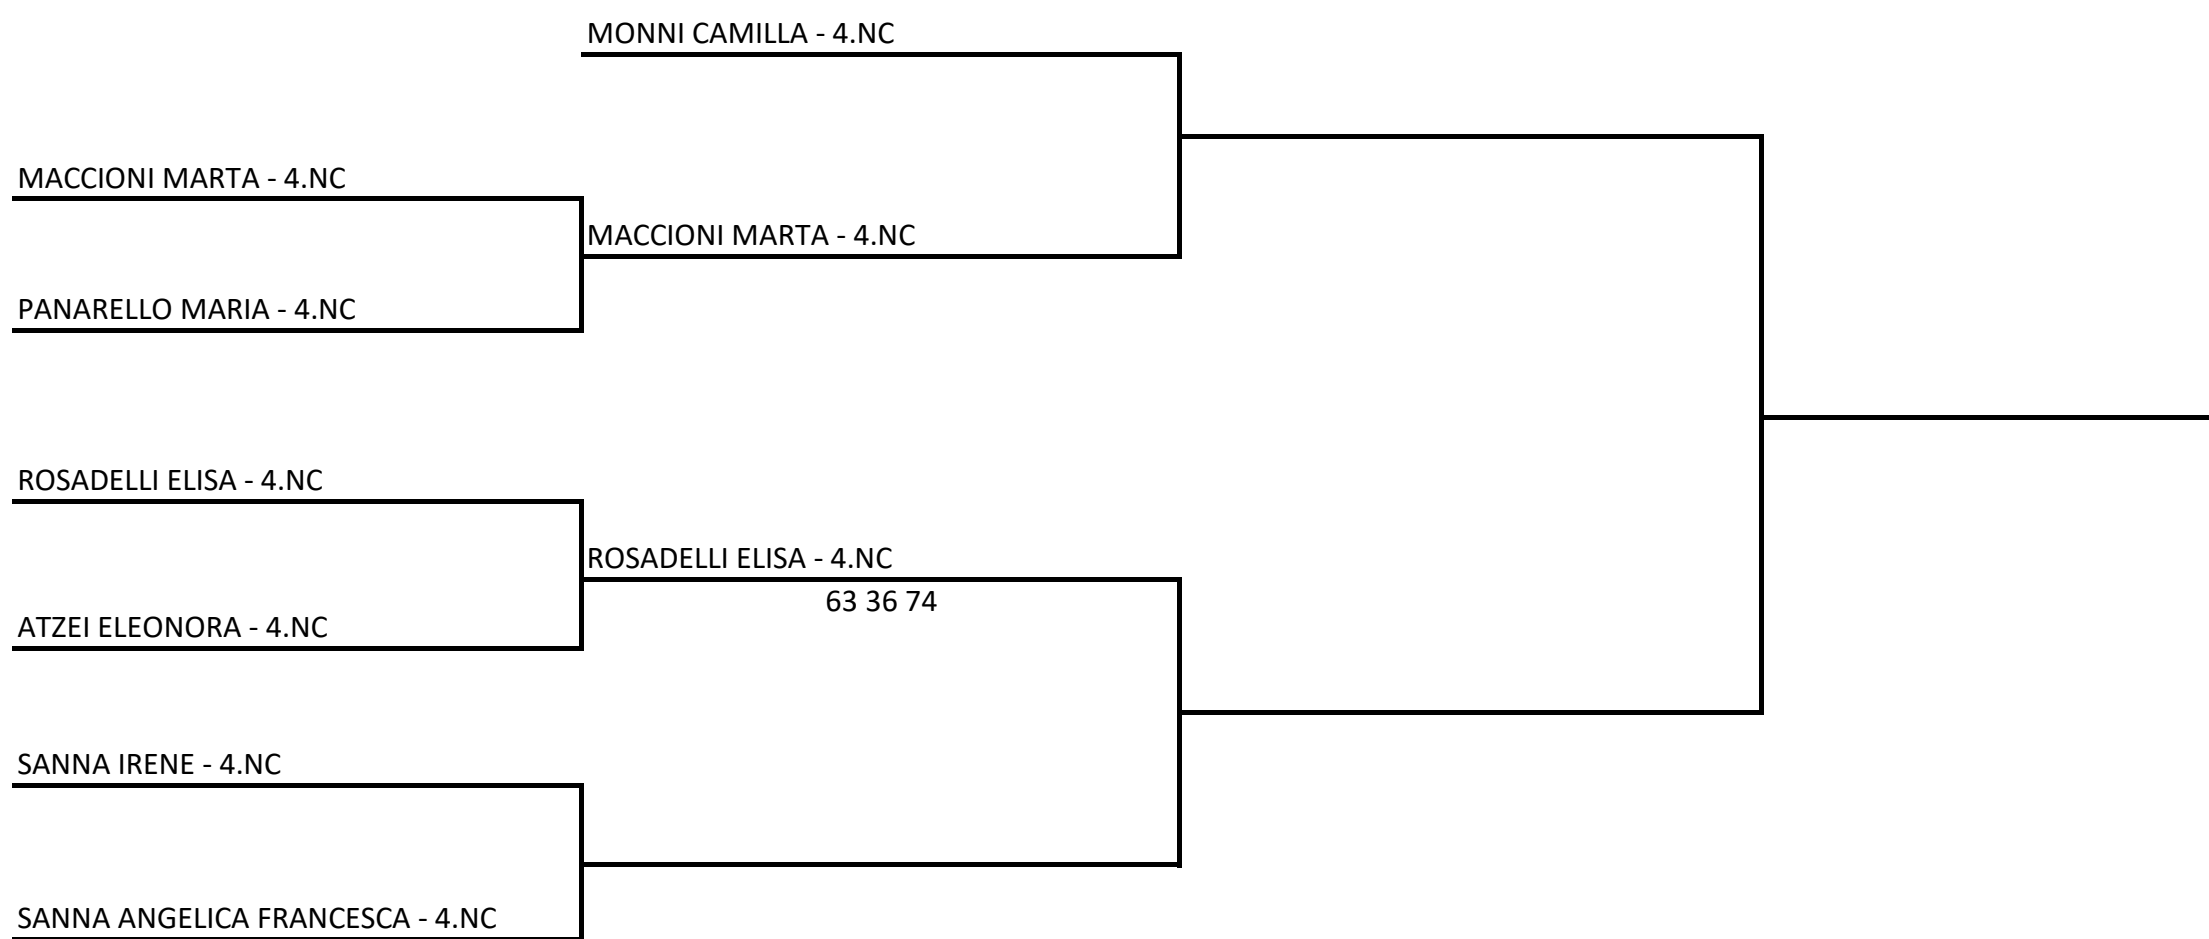 MONNI CAMILLA - 4.NC
MACCIONI MARTA - 4.NC
MACCIONI MARTA - 4.NC
PANARELLO MARIA - 4.NC
ROSADELLI ELISA - 4.NC
ROSADELLI ELISA - 4.NC
63 36 74
ATZEI ELEONORA - 4.NC
SANNA IRENE - 4.NC
SANNA ANGELICA FRANCESCA - 4.NC